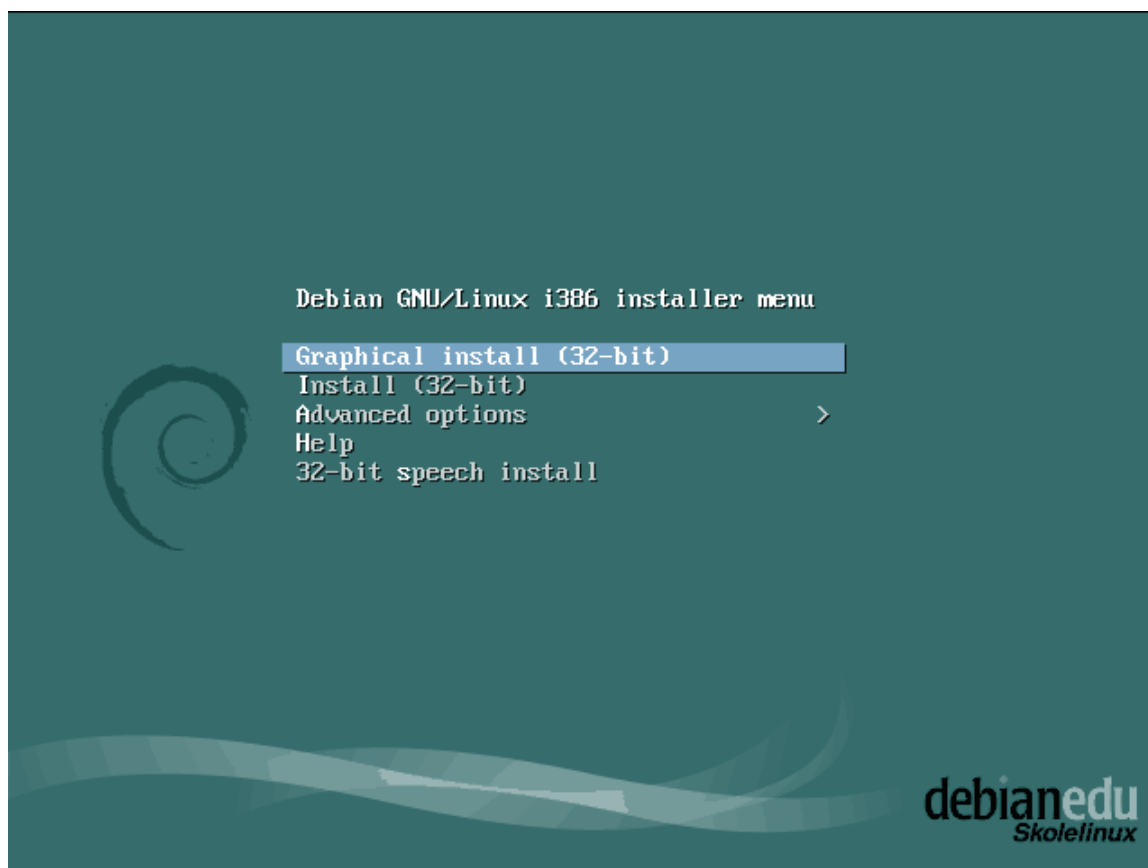 Debian GNU/Linux i386 installer menu
Graphical install (32-bit)
Install (32-bit)
Advanced options >
Help
32-bit speech install
debianedu
Skolelinux